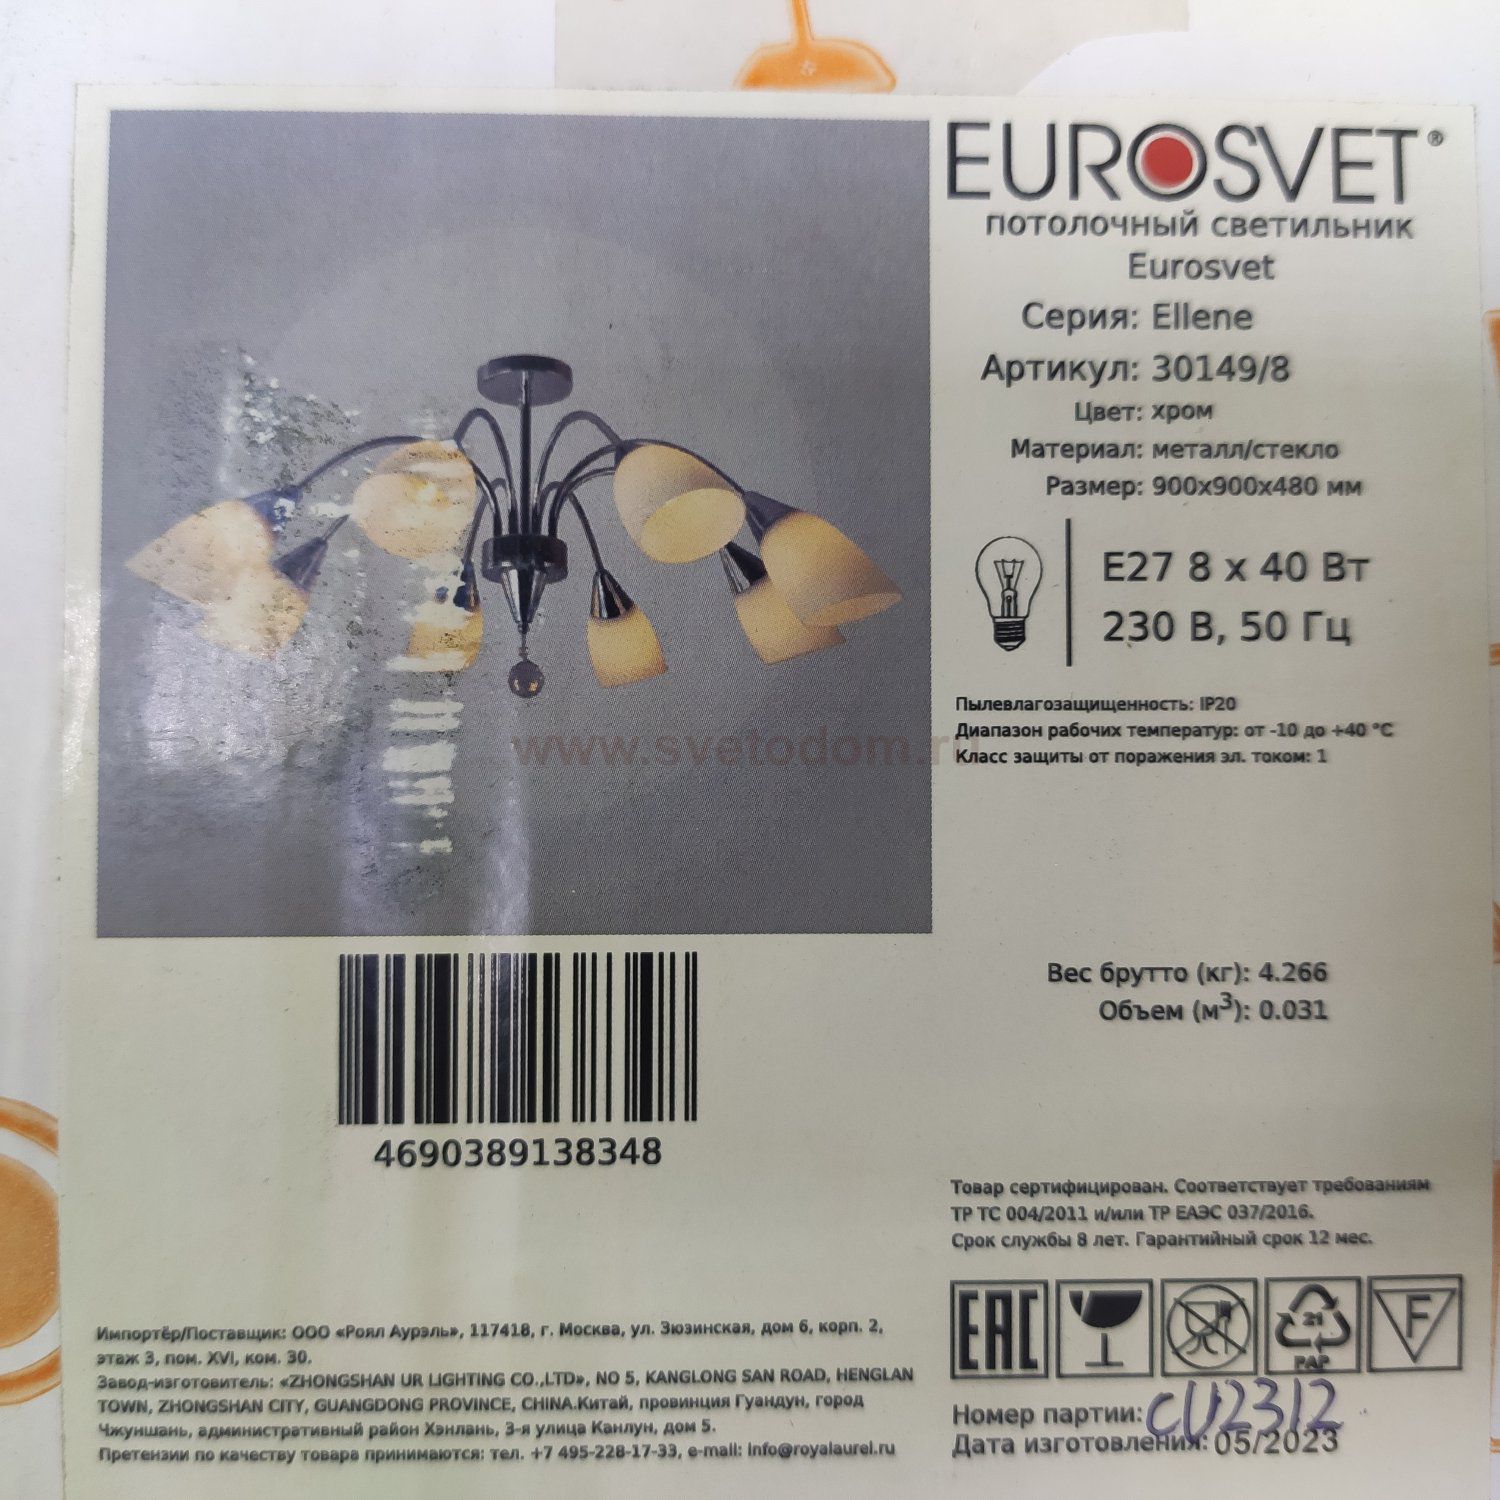 EUROSVET®
потолочный светильник
Eurosvet
Серия: Ellene
Артикул: 30149/8
Цвет: хром
Материал: металл/стекло
Размер: 900x900x480 мм
E27 8 x 40 Вт
230 В, 50 Гц
Пылевлагозащищенность: IP20
Диапазон рабочих температур: от -10 до +40 °C
Класс защиты от поражения эл. током: 1
www.svetodom.ru
Вес брутто (кг): 4.266
Объем (м³): 0.031
4690389138348
Товар сертифицирован. Соответствует требованиям
ТР ТС 004/2011 и/или ТР ЕАЭС 037/2016.
Срок службы 8 лет. Гарантийный срок 12 мес.
EAC
21
PAP
F
Импортёр/Поставщик: ООО «Роял Аурэль», 117418, г. Москва, ул. Зюзинская, дом 6, корп. 2,
этаж 3, пом. XVI, ком. 30.
Завод-изготовитель: «ZHONGSHAN UR LIGHTING CO.,LTD», NO 5, KANGLONG SAN ROAD, HENGLAN
TOWN, ZHONGSHAN CITY, GUANGDONG PROVINCE, CHINA.Китай, провинция Гуандун, город
Чжуншань, административный район Хэнлань, 3-я улица Канлун, дом 5.
Претензии по качеству товара принимаются: тел. +7 495-228-17-33, e-mail: info@royalaurel.ru
Номер партии: CU2312
Дата изготовления: 05/2023